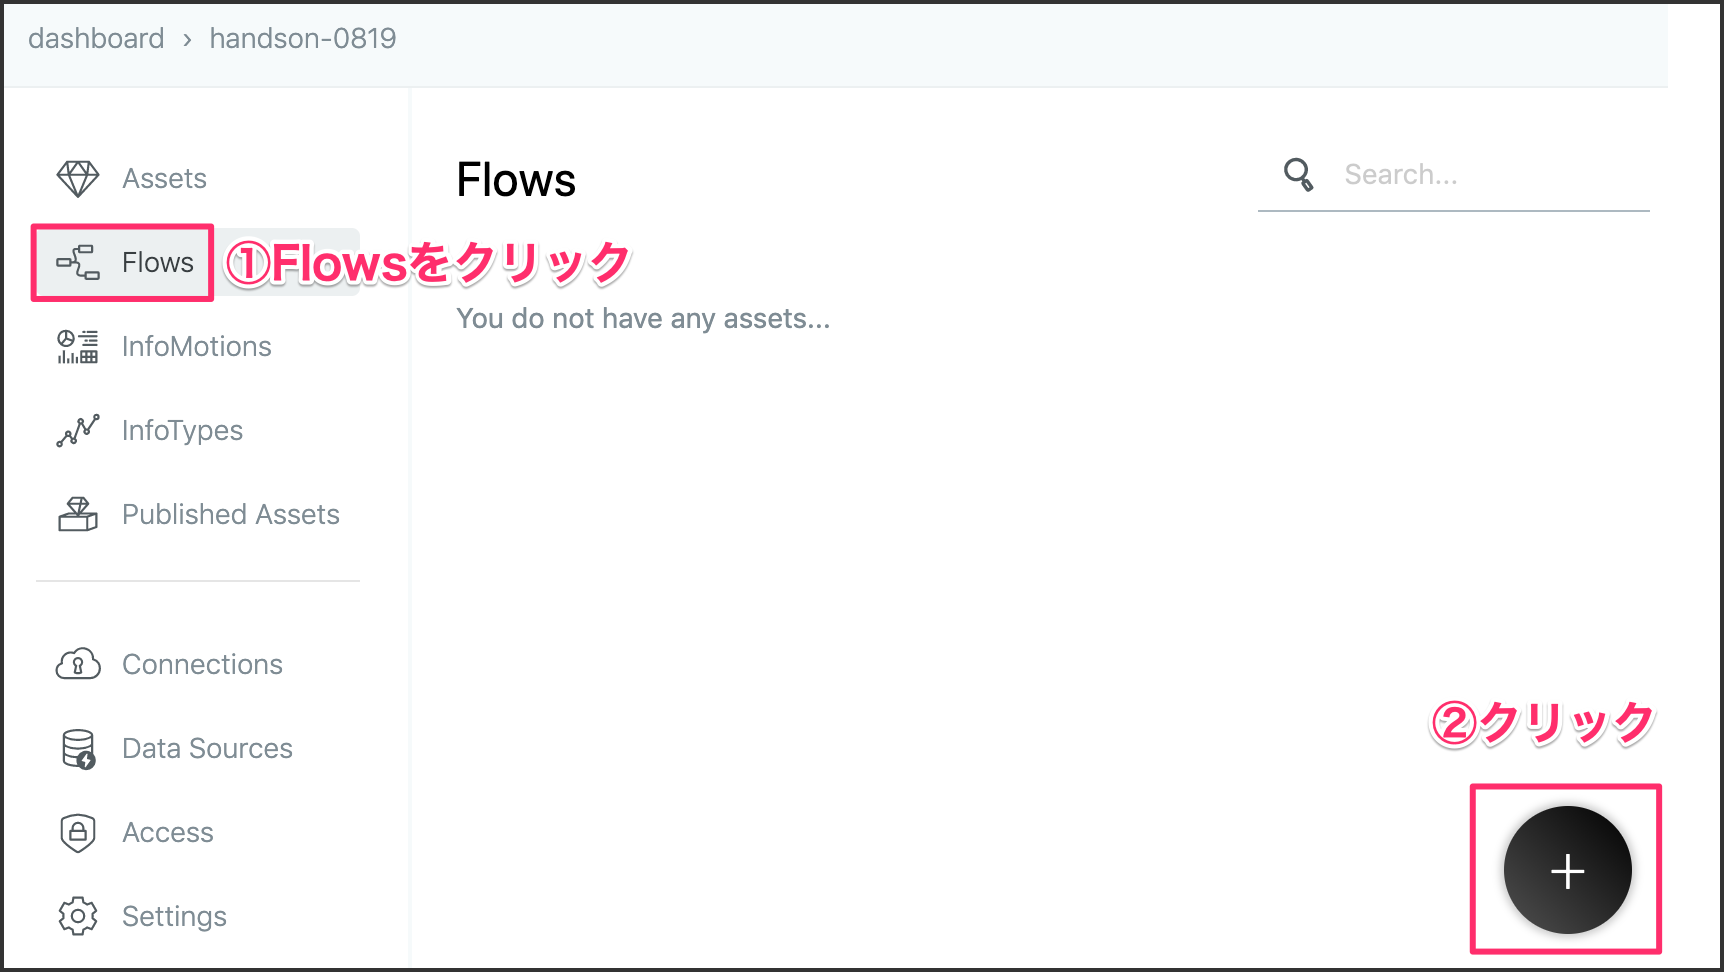 dashboard › handson-0819
Assets
Flows
①Flowsをクリック
InfoMotions
InfoTypes
Published Assets
Connections
Data Sources
Access
Settings
Flows
Search...
You do not have any assets...
②クリック